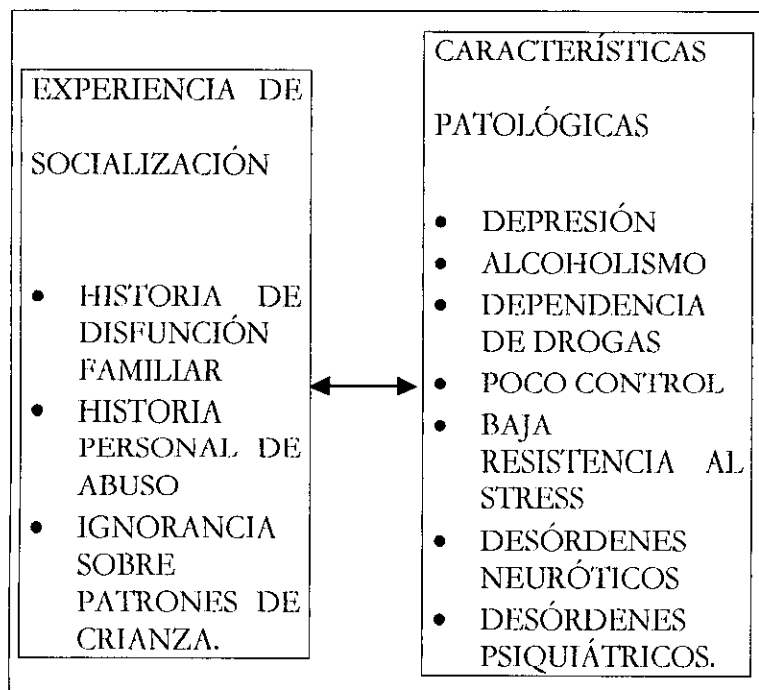 EXPERIENCIA DE
SOCIALIZACIÓN
• HISTORIA DE
DISFUNCIÓN
FAMILIAR
• HISTORIA
PERSONAL DE
ABUSO
• IGNORANCIA
SOBRE
PATRONES DE
CRIANZA.
CARACTERÍSTICAS
PATOLÓGICAS
• DEPRESIÓN
• ALCOHOLISMO
• DEPENDENCIA
DE DROGAS
• POCO CONTROL
• BAJA
RESISTENCIA AL
STRESS
• DESÓRDENES
NEURÓTICOS
• DESÓRDENES
PSIQUIÁTRICOS.